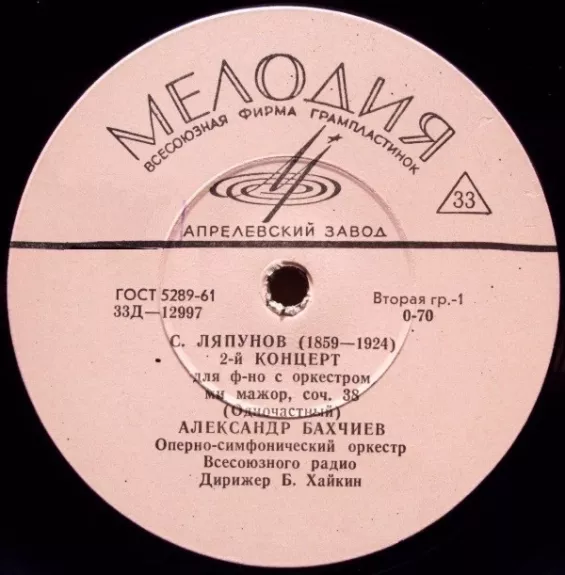 МЕЛОДИЯ
ВСЕСОЮЗНАЯ ФИРМА ГРАМПЛАСТИНОК
33
АПРЕЛЕВСКИЙ ЗАВОД
ГОСТ 5289-61
33Д—12997
Вторая гр.-1
0-70
С. ЛЯПУНОВ (1859—1924)
2-й КОНЦЕРТ
для ф-но с оркестром
ми мажор, соч. 38
(Одночастный)
АЛЕКСАНДР БАХЧИЕВ
Оперно-симфонический оркестр
Всесоюзного радио
Дирижер Б. Хайкин